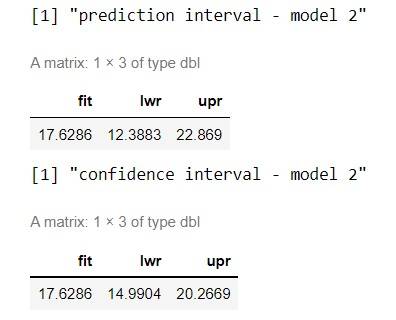 [1] "prediction interval - model 2"
A matrix: 1 × 3 of type dbl
fit lwr upr
17.6286 12.3883 22.869
[1] "confidence interval - model 2"
A matrix: 1 × 3 of type dbl
fit lwr upr
17.6286 14.9904 20.2669